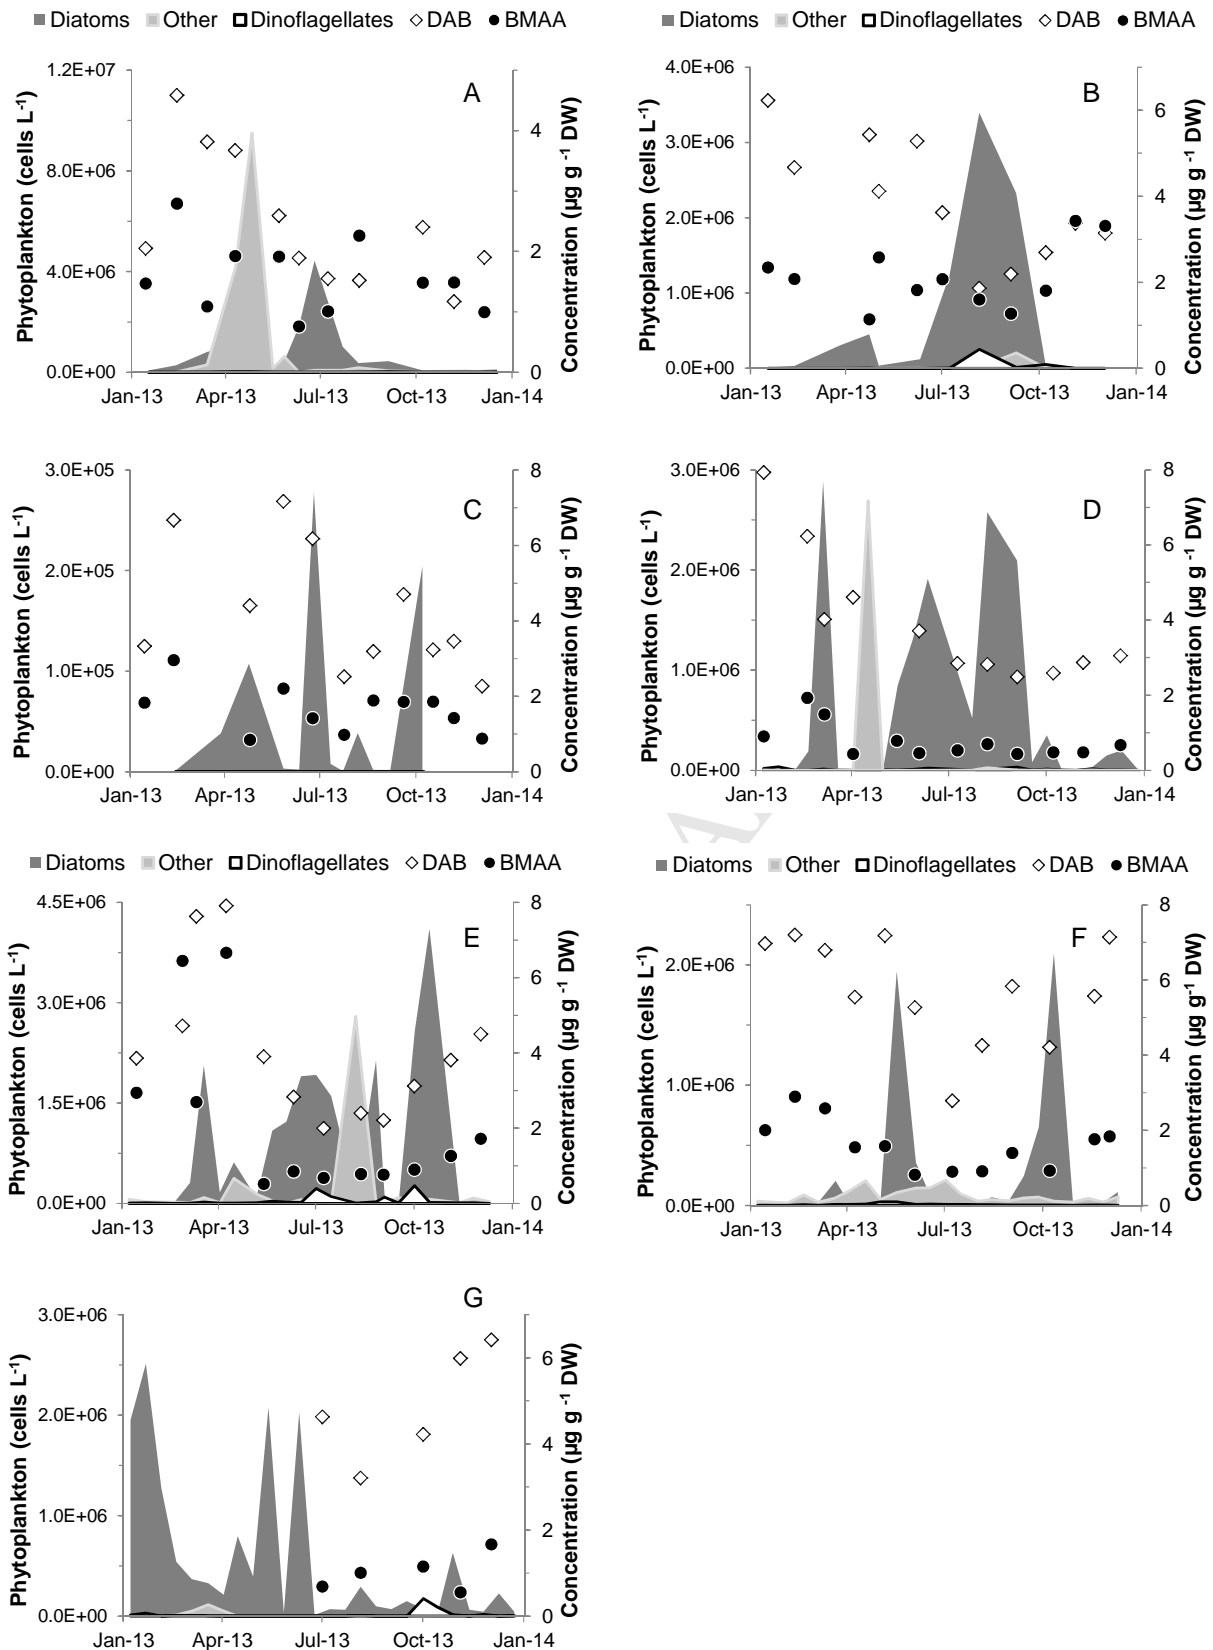 Diatoms Other Dinoflagellates DAB BMAA
Diatoms Other Dinoflagellates DAB BMAA
A
Phytoplankton (cells L-1)
1.2E+07
8.0E+06
4.0E+06
0.0E+00
4
2
0
Concentration (µg g -1 DW)
Jan-13 Apr-13 Jul-13 Oct-13 Jan-14
B
Phytoplankton (cells L-1)
4.0E+06
3.0E+06
2.0E+06
1.0E+06
0.0E+00
6
4
2
0
Concentration (µg g -1 DW)
Jan-13 Apr-13 Jul-13 Oct-13 Jan-14
C
Phytoplankton (cells L-1)
3.0E+05
2.0E+05
1.0E+05
0.0E+00
8
6
4
2
0
Concentration (µg g -1 DW)
Jan-13 Apr-13 Jul-13 Oct-13 Jan-14
D
Phytoplankton (cells L-1)
3.0E+06
2.0E+06
1.0E+06
0.0E+00
8
6
4
2
0
Concentration (µg g -1 DW)
Jan-13 Apr-13 Jul-13 Oct-13 Jan-14
Diatoms Other Dinoflagellates DAB BMAA
Diatoms Other Dinoflagellates DAB BMAA
E
Phytoplankton (cells L-1)
4.5E+06
3.0E+06
1.5E+06
0.0E+00
8
6
4
2
0
Concentration (µg g -1 DW)
Jan-13 Apr-13 Jul-13 Oct-13 Jan-14
F
Phytoplankton (cells L-1)
2.0E+06
1.0E+06
0.0E+00
8
6
4
2
0
Concentration (µg g -1 DW)
Jan-13 Apr-13 Jul-13 Oct-13 Jan-14
G
Phytoplankton (cells L-1)
3.0E+06
2.0E+06
1.0E+06
0.0E+00
6
4
2
0
Concentration (µg g -1 DW)
Jan-13 Apr-13 Jul-13 Oct-13 Jan-14